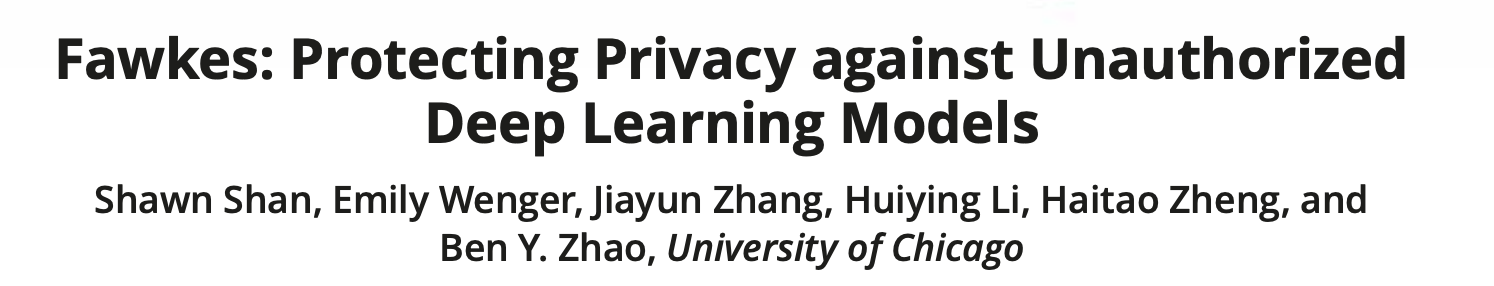 Fawkes: Protecting Privacy against Unauthorized
Deep Learning Models
Shawn Shan, Emily Wenger, Jiayun Zhang, Huiying Li, Haitao Zheng, and
Ben Y. Zhao, University of Chicago